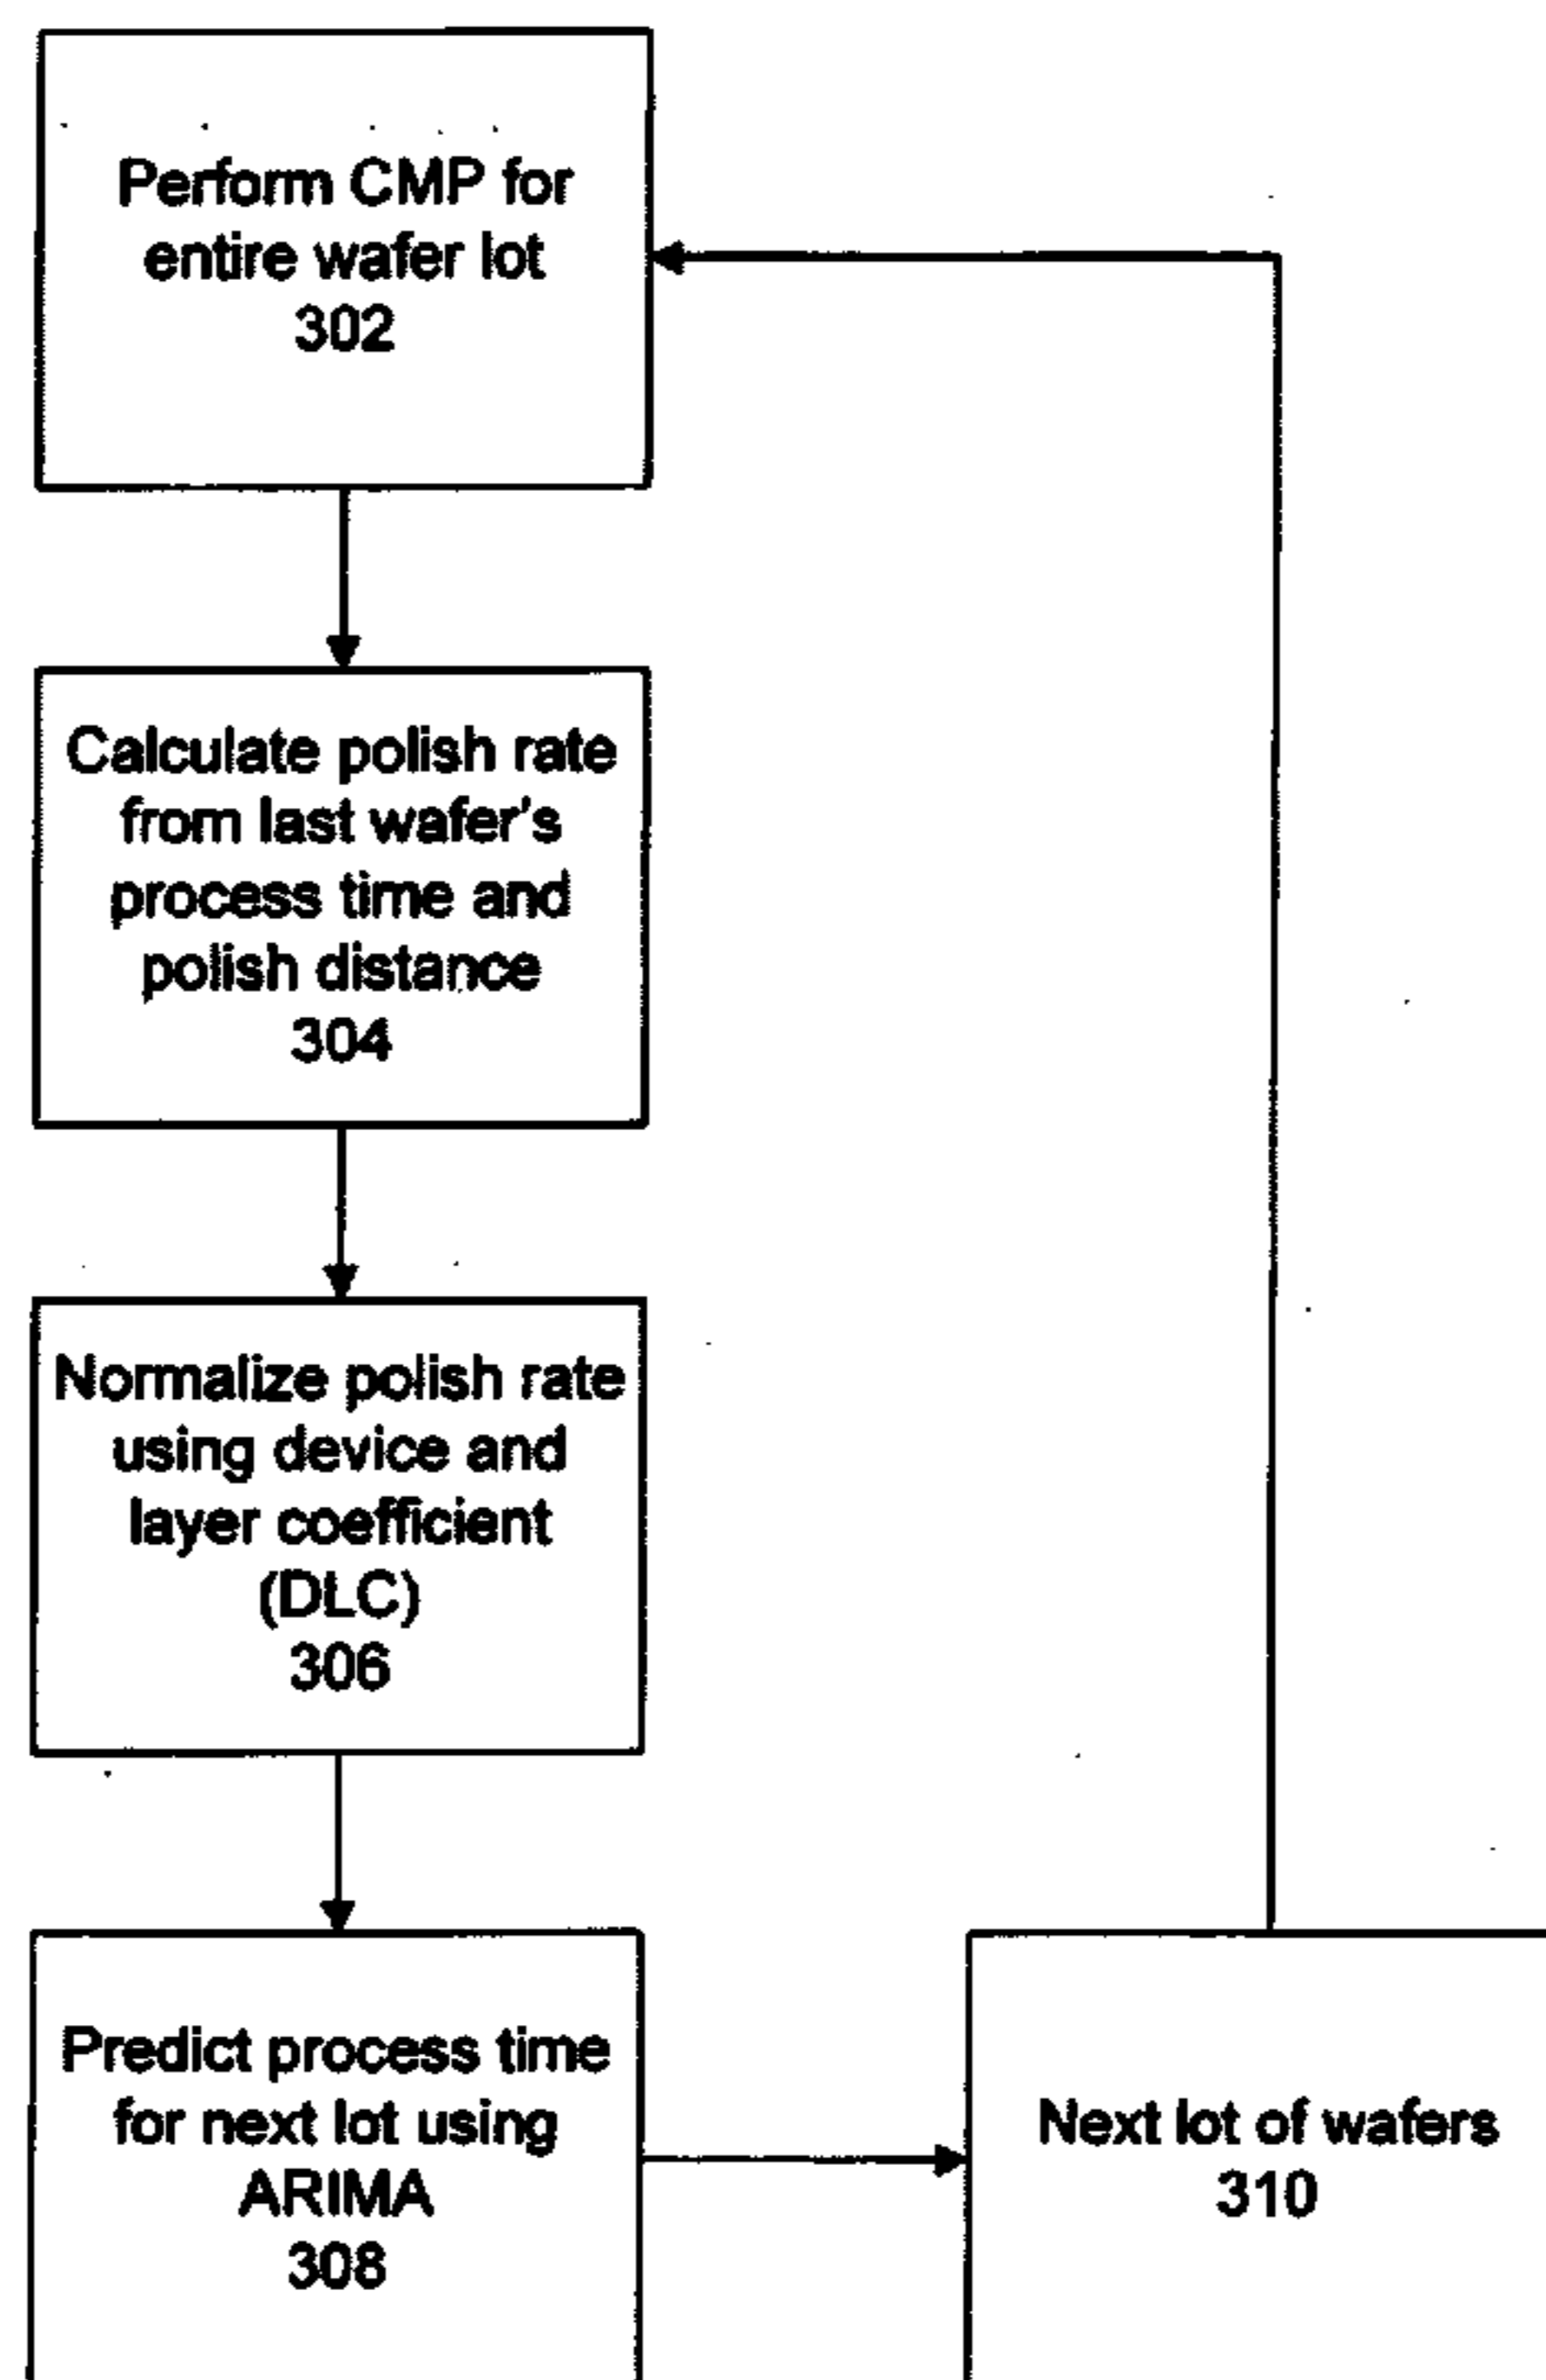 Perform CMP for
entire wafer lot
302
Calculate polish rate
from last wafer's
process time and
polish distance
304
Normalize polish rate
using device and
layer coefficient
(DLC)
306
Predict process time
for next lot using
ARIMA
308
Next lot of wafers
310